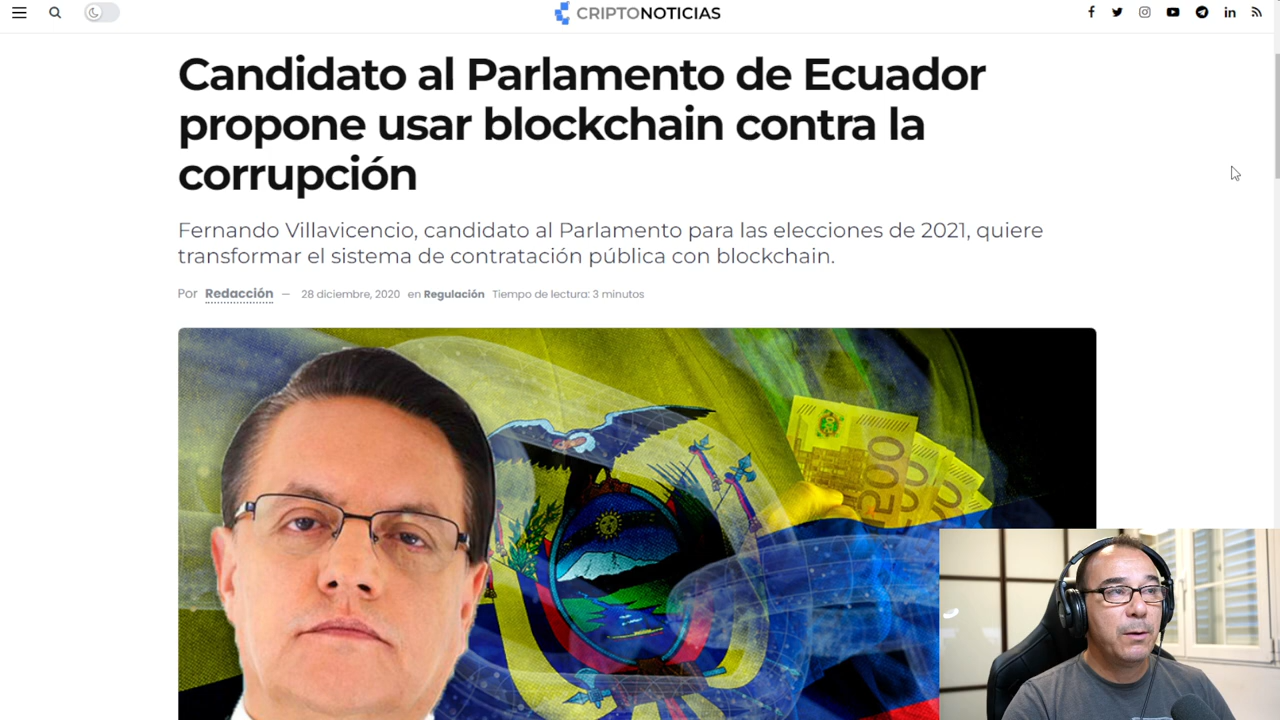 CRIPTONOTICIAS
Candidato al Parlamento de Ecuador
propone usar blockchain contra la
corrupción
Fernando Villavicencio, candidato al Parlamento para las elecciones de 2021, quiere
transformar el sistema de contratación pública con blockchain.
Por Redacción — 28 diciembre, 2020 en Regulación Tiempo de lectura: 3 minutos